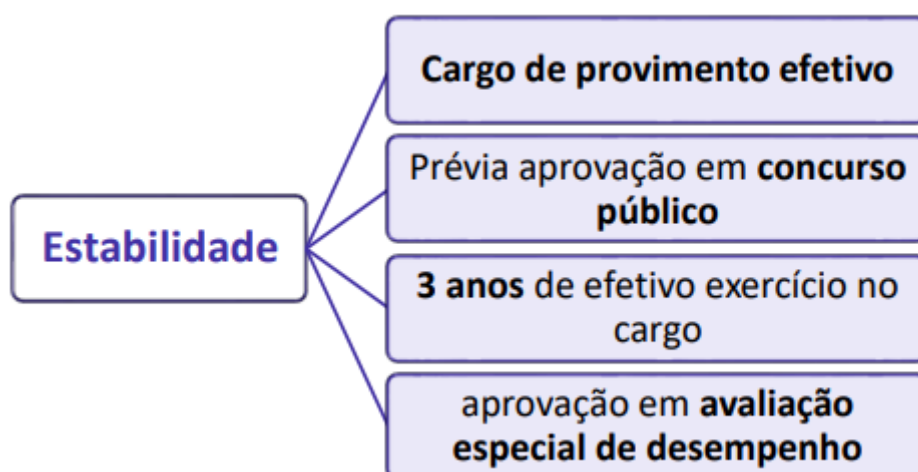 Estabilidade
Cargo de provimento efetivo
Prévia aprovação em concurso
público
3 anos de efetivo exercício no
cargo
aprovação em avaliação
especial de desempenho